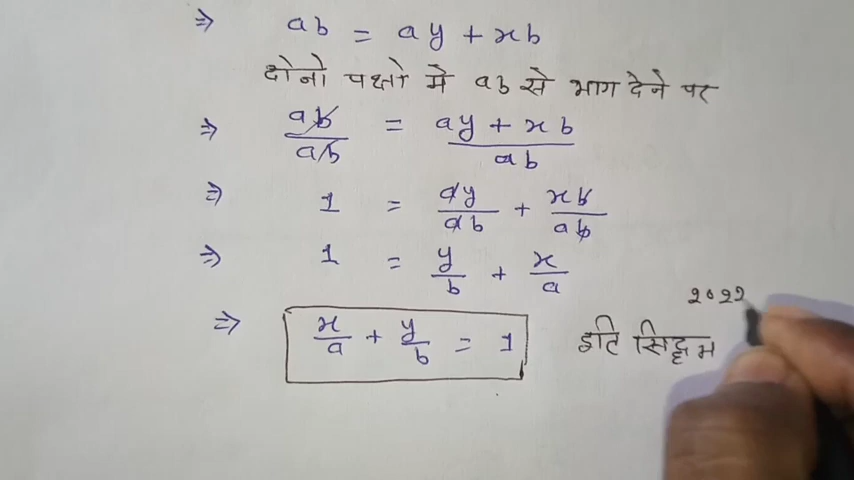 ⇒ ab = ay + xb
दोनो पक्षो में ab से भाग देने पर
⇒ ab/ab = ay + xb/ab
⇒ 1 = ay/ab + xb/ab
⇒ 1 = y/b + x/a
⇒ x/a + y/b = 1 इति सिद्धम
2022